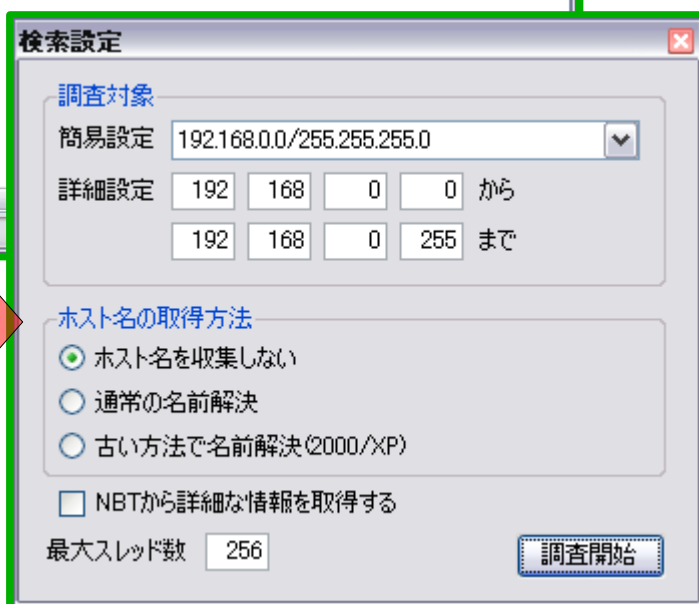 検索設定
調査対象
簡易設定 192.168.0.0/255.255.255.0
詳細設定 192 168 0 0 から
192 168 0 255 まで
ホスト名の取得方法
ホスト名を収集しない
通常の名前解決
古い方法で名前解決(2000/XP)
NBTから詳細な情報を取得する
最大スレッド数 256 調査開始